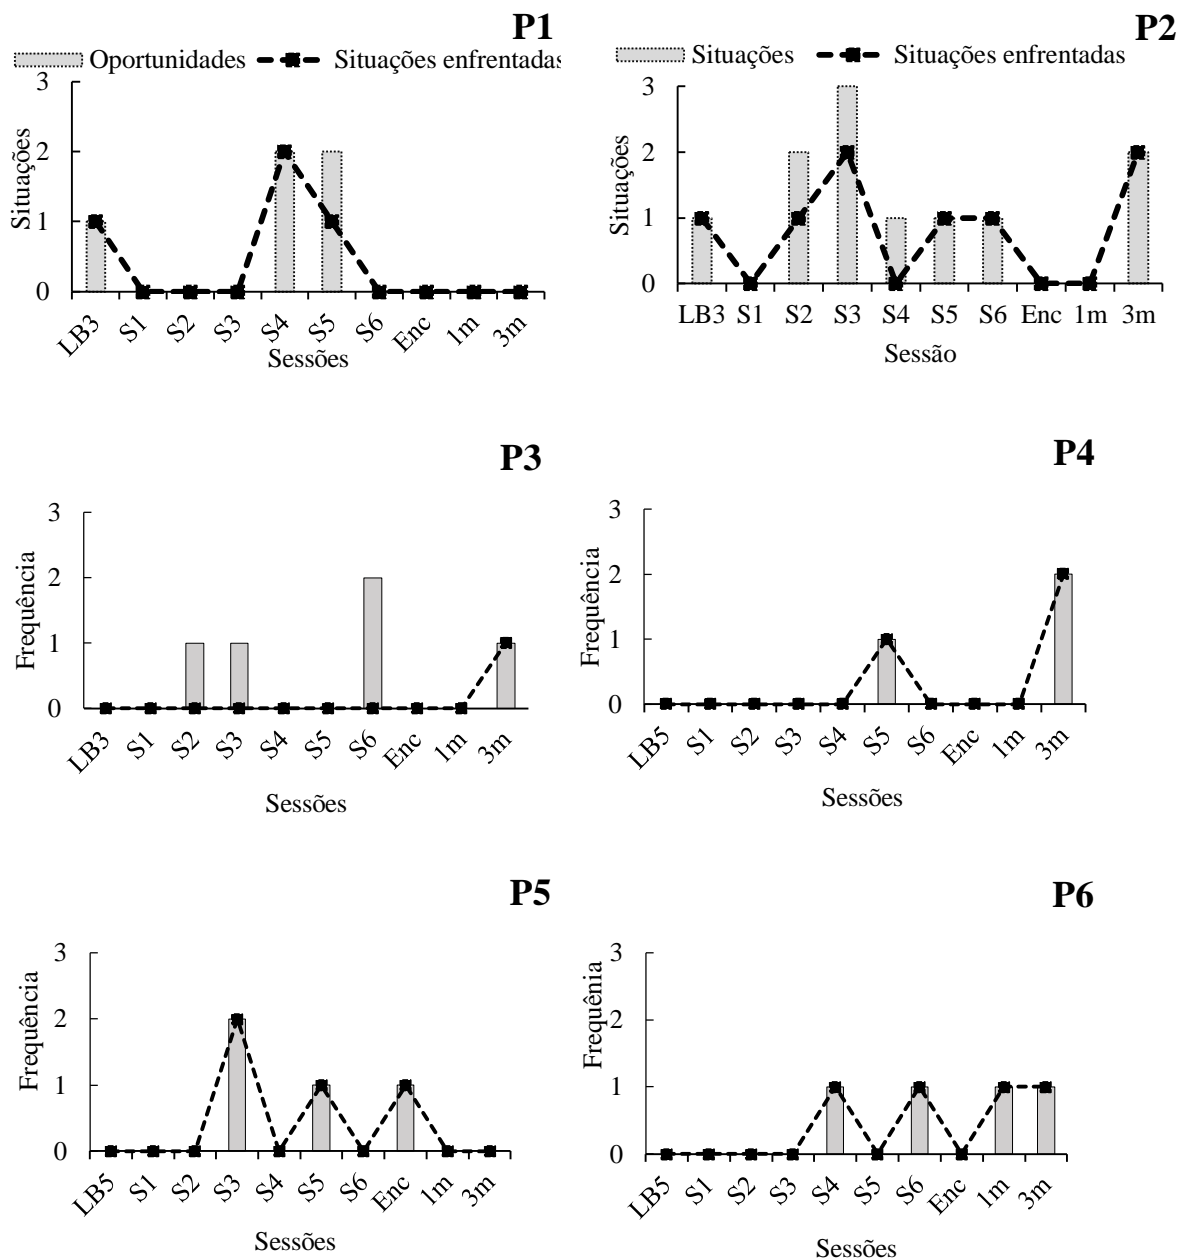 P1
Oportunidades Situações enfrentadas
Situações
3
2
1
0
LB3 S1 S2 S3 S4 S5 S6 Enc 1m 3m
Sessões
P2
Situações Situações enfrentadas
Situações
3
2
1
0
LB3 S1 S2 S3 S4 S5 S6 Enc 1m 3m
Sessão
P3
Frequência
3
2
1
0
LB3 S1 S2 S3 S4 S5 S6 Enc 1m 3m
Sessões
P4
Frequência
3
2
1
0
LB5 S1 S2 S3 S4 S5 S6 Enc 1m 3m
Sessões
P5
Frequência
3
2
1
0
LB5 S1 S2 S3 S4 S5 S6 Enc 1m 3m
Sessões
P6
Frequênia
3
2
1
0
LB5 S1 S2 S3 S4 S5 S6 Enc 1m 3m
Sessões